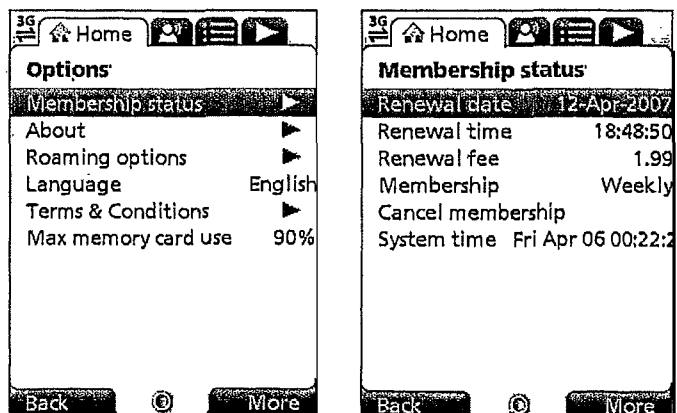 3G
Home
Options
Membership status
About
Roaming options
Language English
Terms & Conditions
Max memory card use 90%
Back More
3G
Home
Membership status
Renewal date 12-Apr-2007
Renewal time 18:48:50
Renewal fee 1.99
Membership Weekly
Cancel membership
System time Fri Apr 06 00:22:2
Back More